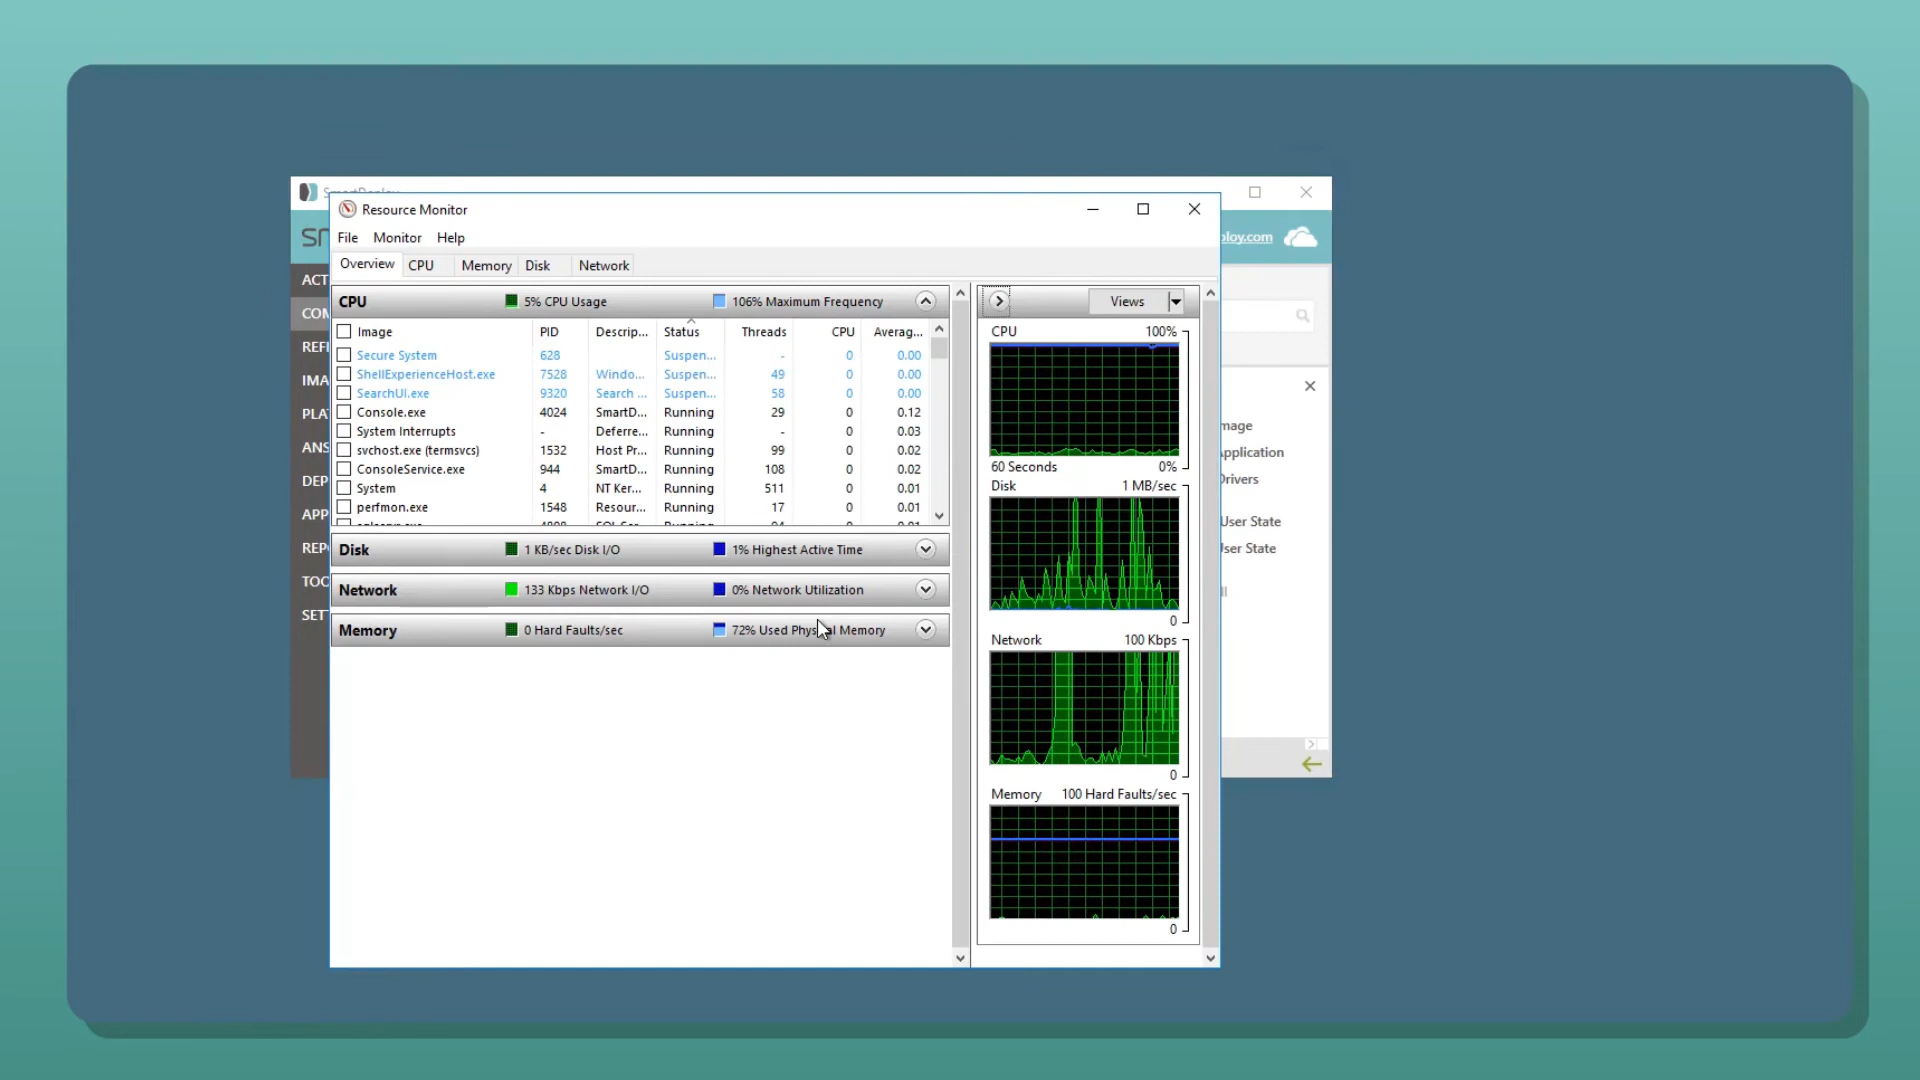 Resource Monitor
File Monitor Help
ploy.com
Overview CPU Memory Disk Network
ACT
CPU 5% CPU Usage 106% Maximum Frequency
Views
COM
Image PID Descrip... Status Threads CPU Averag...
CPU 100%
REFE
Secure System 628 Suspen... - 0 0.00
ShellExperienceHost.exe 7528 Windo... Suspen... 49 0 0.00
IMA
SearchUI.exe 9320 Search ... Suspen... 58 0 0.00
PLAT
Console.exe 4024 SmartD... Running 29 0 0.12
mage
System Interrupts - Deferre... Running - 0 0.03
ANS
svchost.exe (termsvcs) 1532 Host Pr... Running 99 0 0.02
Application
ConsoleService.exe 944 SmartD... Running 108 0 0.02
60 Seconds 0%
DEP
Drivers
System 4 NT Ker... Running 511 0 0.01
Disk 1 MB/sec
perfmon.exe 1548 Resour... Running 17 0 0.01
APP
User State
REP
Disk 1 KB/sec Disk I/O 1% Highest Active Time
User State
TOO
Network 133 Kbps Network I/O 0% Network Utilization
SET
0
Memory 0 Hard Faults/sec 72% Used Physical Memory
Network 100 Kbps
0
Memory 100 Hard Faults/sec
0